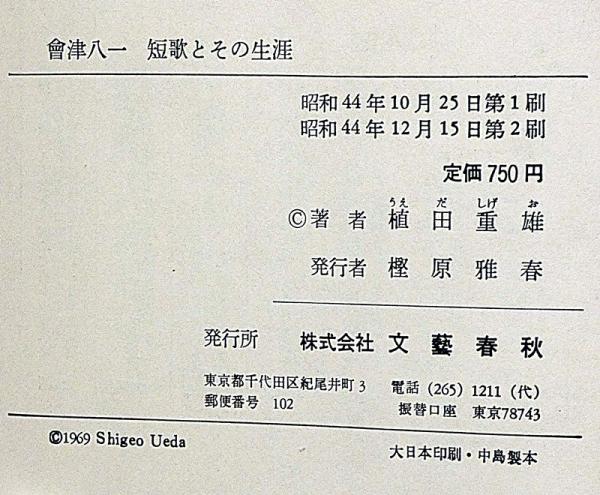 會津八一 短歌とその生涯
昭和44年10月25日第1刷
昭和44年12月15日第2刷
定価750円
うえ だ しげ お
©著者 植田重雄
発行者 樫原雅春
発行所 株式会社 文藝春秋
東京都千代田区紀尾井町3 電話 (265) 1211 (代)
郵便番号 102 振替口座 東京78743
©1969 Shigeo Ueda
大日本印刷・中島製本